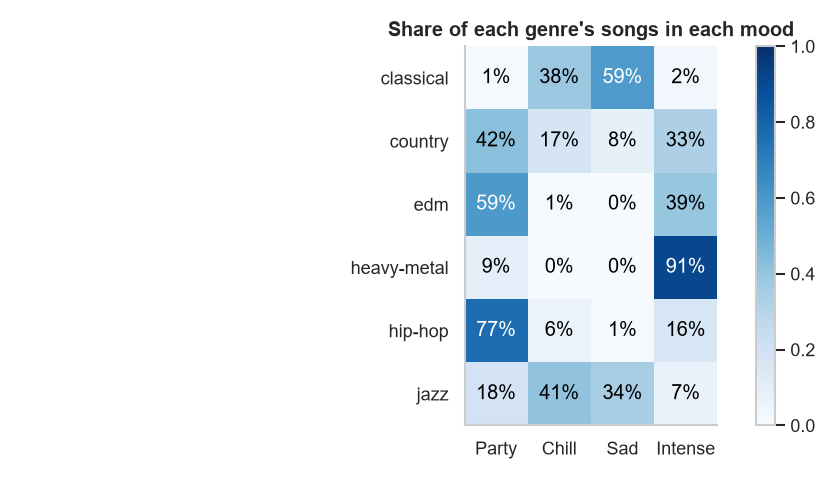 Share of each genre's songs in each mood
1.0
classical 1% 38% 59% 2%
0.8
country 42% 17% 8% 33%
edm 59% 1% 0% 39%
0.6
heavy-metal 9% 0% 0% 91%
0.4
hip-hop 77% 6% 1% 16%
0.2
jazz 18% 41% 34% 7%
0.0
Party Chill Sad Intense